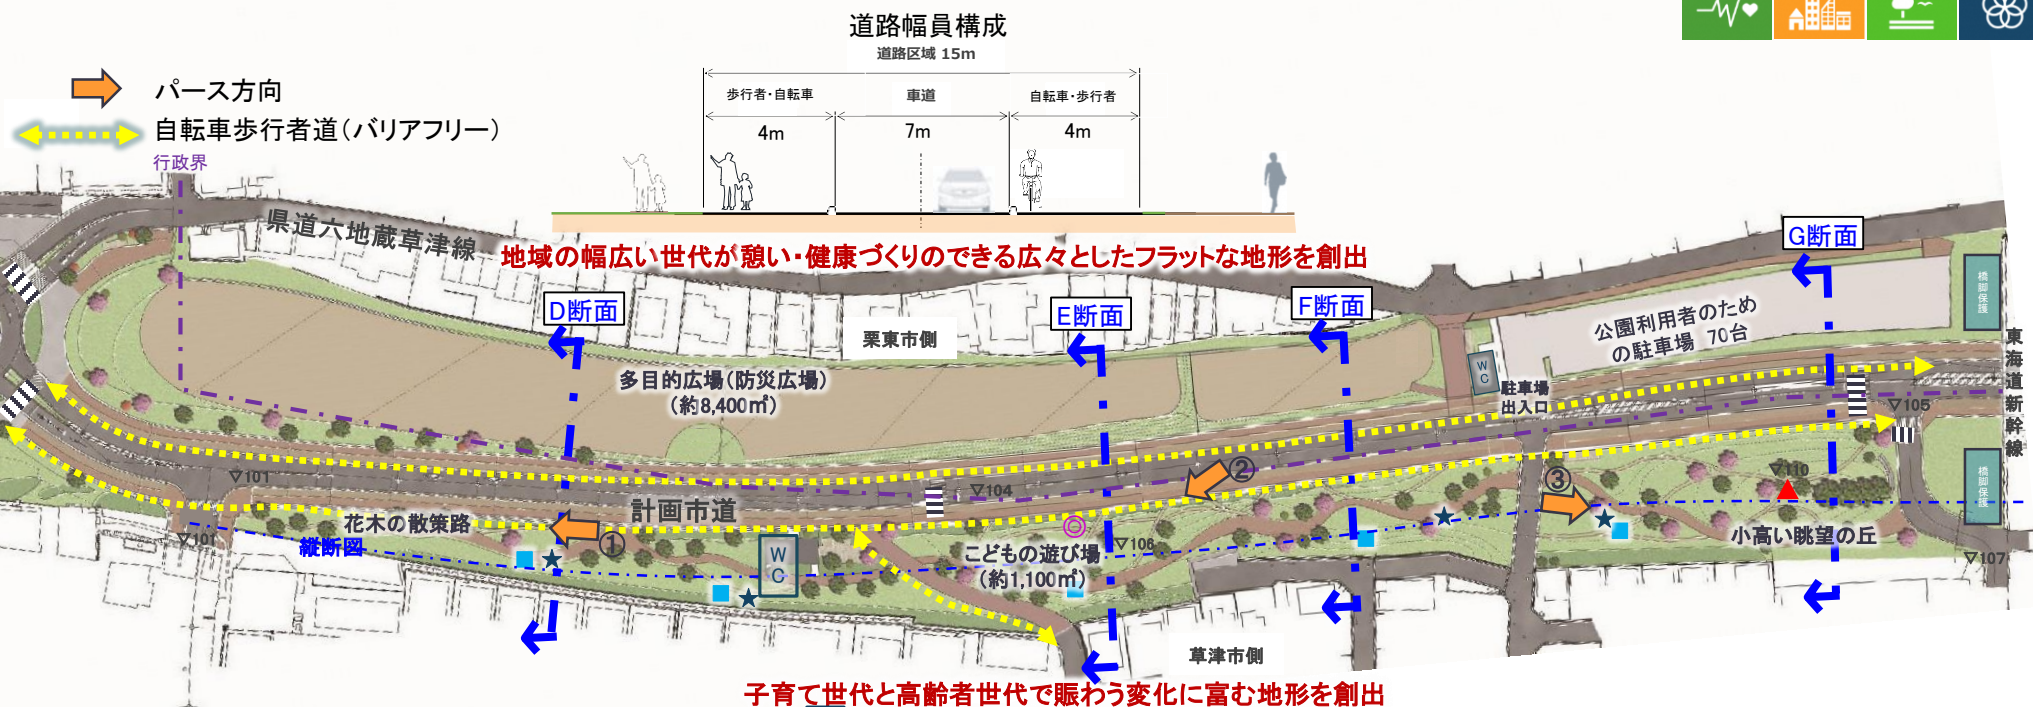 道路幅員構成
道路区域 15m
歩行者・自転車
車道
自転車・歩行者
4m
7m
4m
パース方向
自転車歩行者道（バリアフリー）
行政界
県道六地蔵草津線
地域の幅広い世代が憩い・健康づくりのできる広々としたフラットな地形を創出
D断面
E断面
F断面
G断面
栗東市側
多目的広場（防災広場）
（約8,400㎡）
公園利用者のため
の駐車場 70台
WC
駐車場
出入口
橋脚保護
東海道新幹線
橋脚保護
▽105
▽101
▽104
②
③
▽110
計画市道
花木の散策路
▽101
縦断図
①
WC
こどもの遊び場
（約1,100㎡）
▽106
小高い眺望の丘
▽107
草津市側
子育て世代と高齢者世代で賑わう変化に富む地形を創出